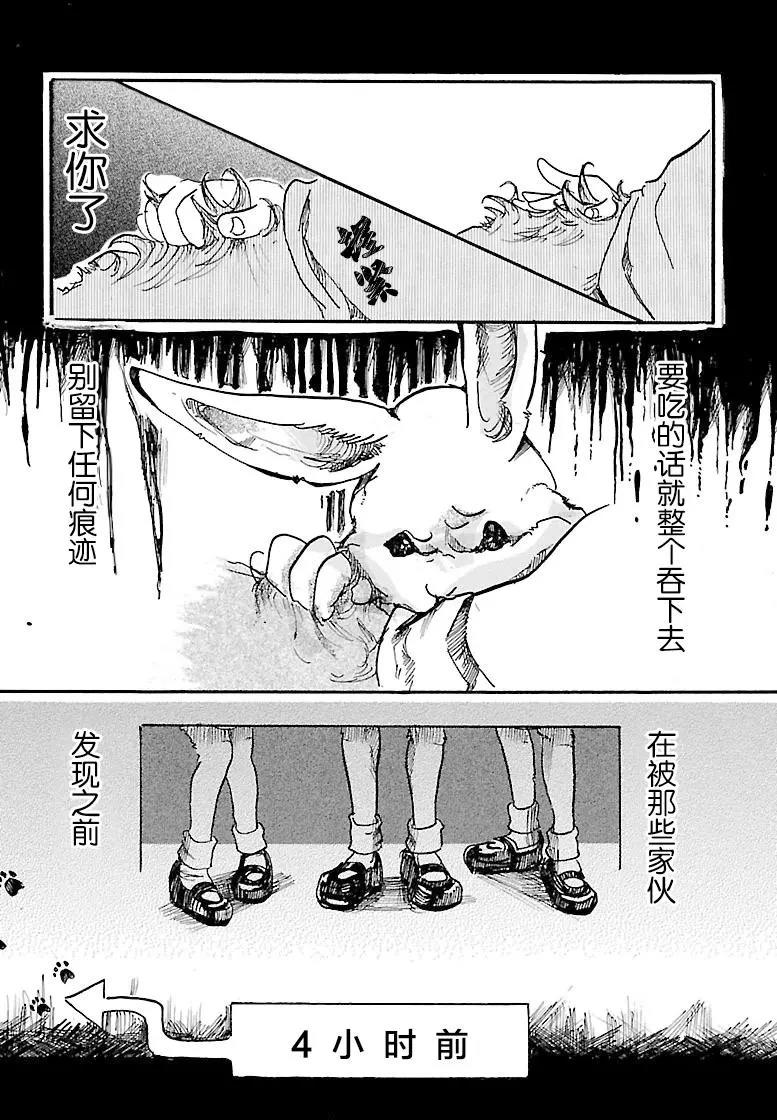 握紧
求你了
要吃的话就整个吞下去
别留下任何痕迹
在被那些家伙
发现之前
4小时前